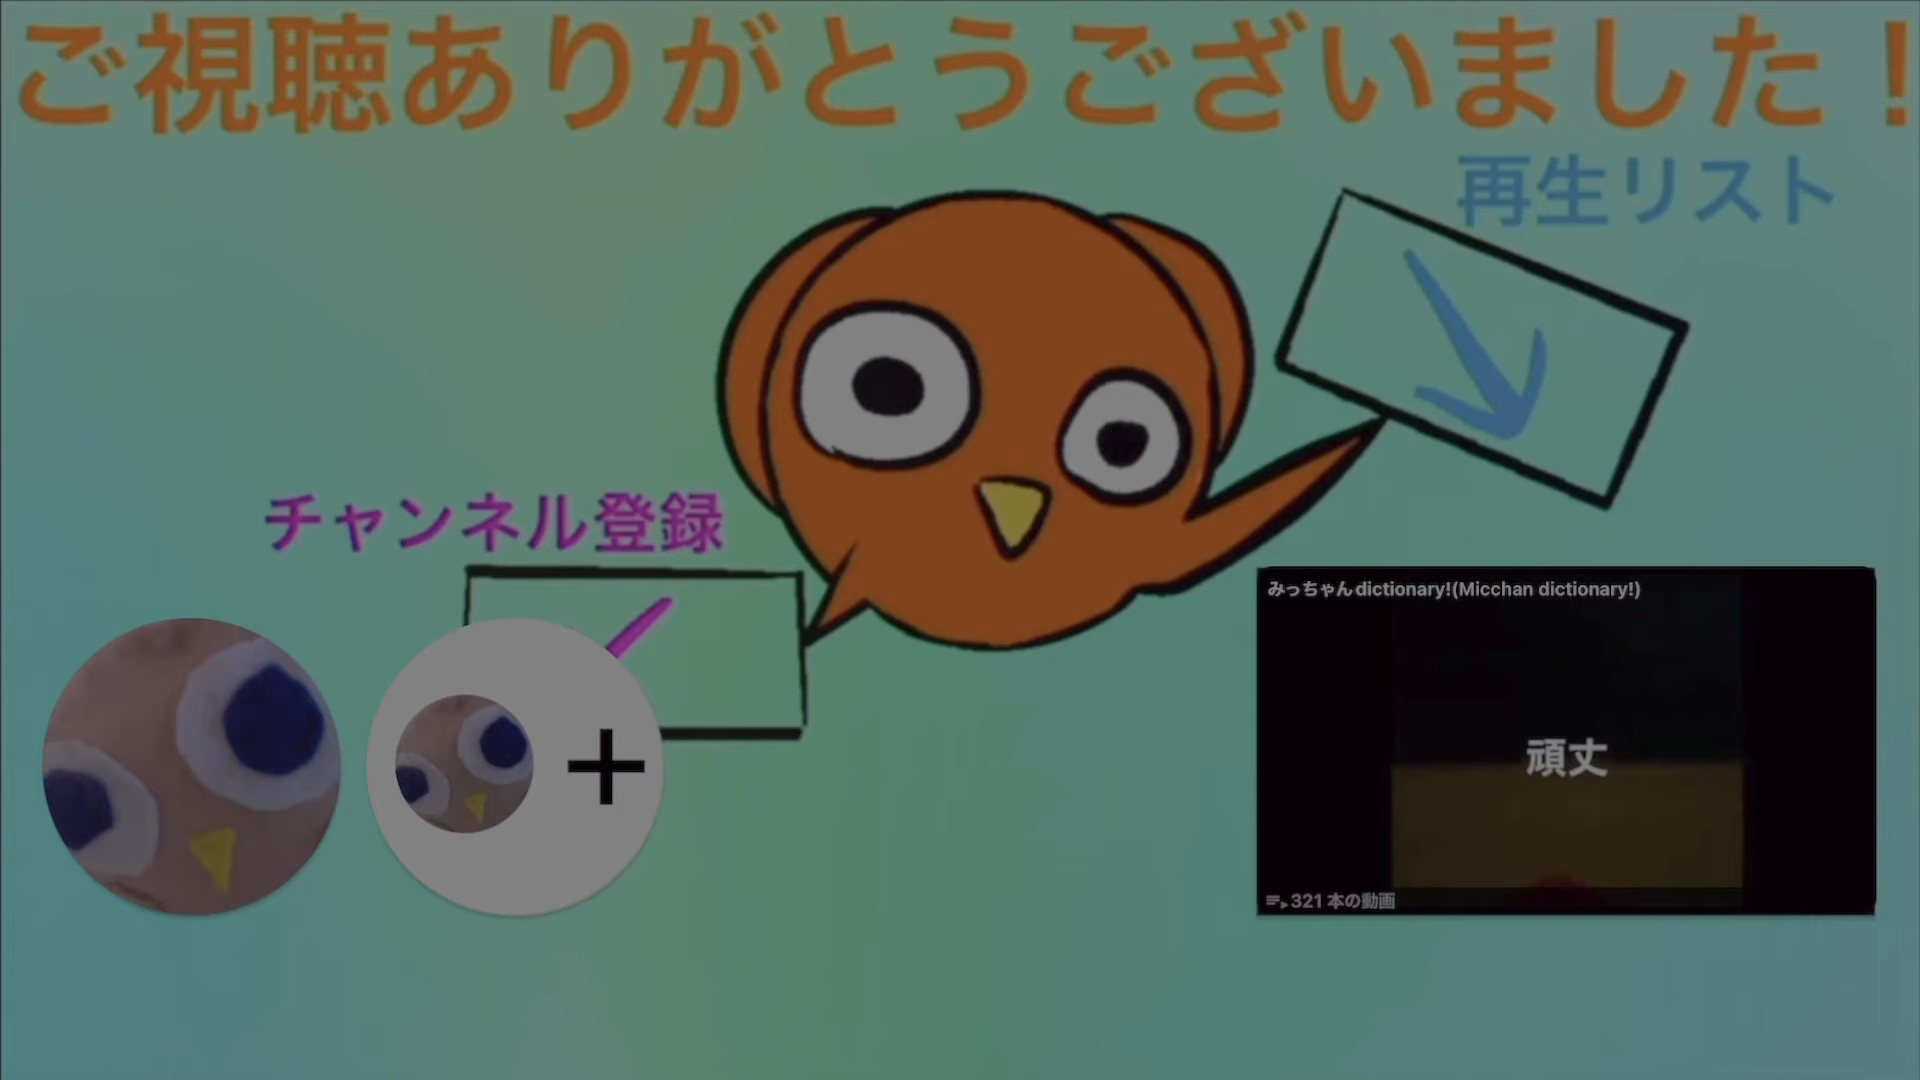 ご視聴ありがとうございました！
再生リスト
チャンネル登録
みっちゃんdictionary!(Micchan dictionary!)
頑丈
321 本の動画